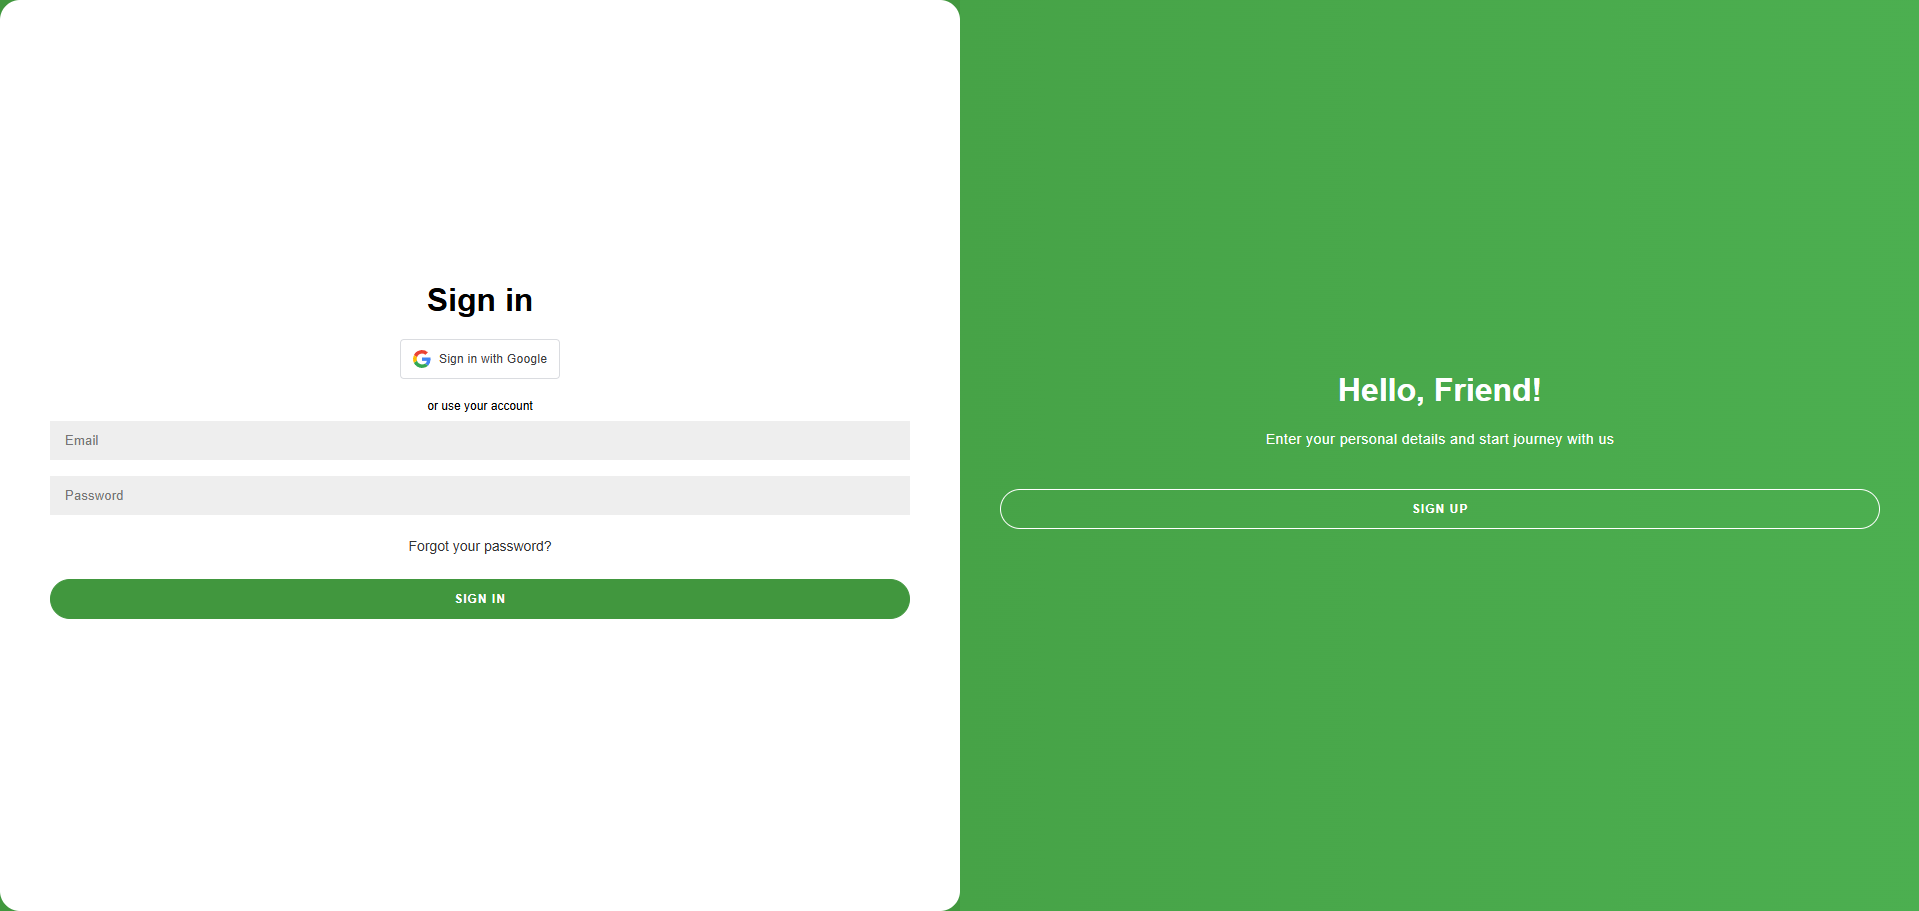 Sign in
Sign in with Google
or use your account
Email
Password
Forgot your password?
SIGN IN
Hello, Friend!
Enter your personal details and start journey with us
SIGN UP